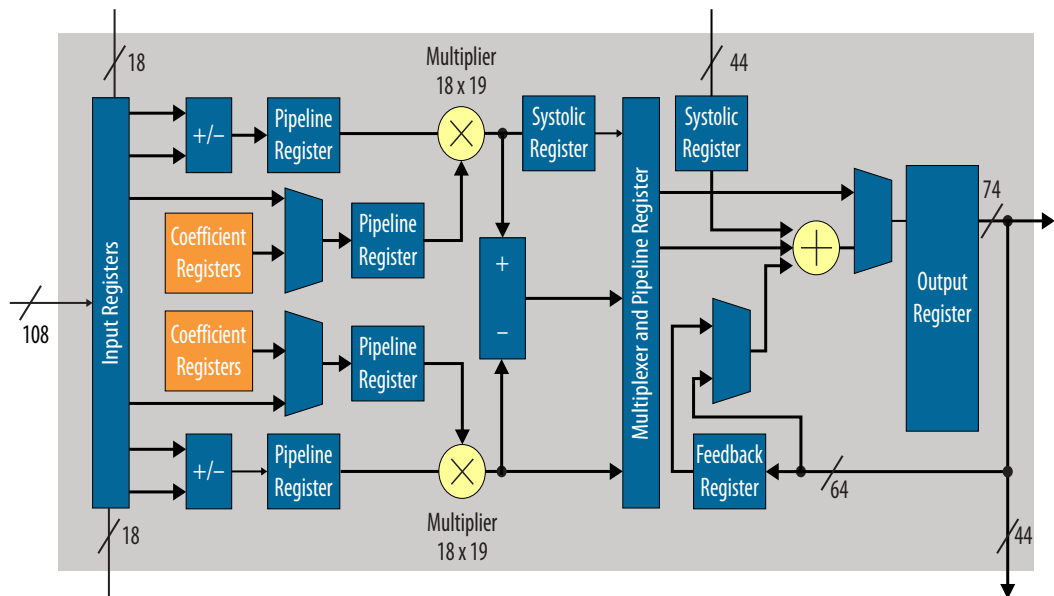 18
44
Multiplier
18 x 19
+/−
Pipeline
Register
Systolic
Register
Systolic
Register
74
Coefficient
Registers
Pipeline
Register
+
−
108
Input Registers
Multiplexer and Pipeline Register
Output
Register
Coefficient
Registers
Pipeline
Register
+/−
Pipeline
Register
Feedback
Register
64
18
Multiplier
18 x 19
44